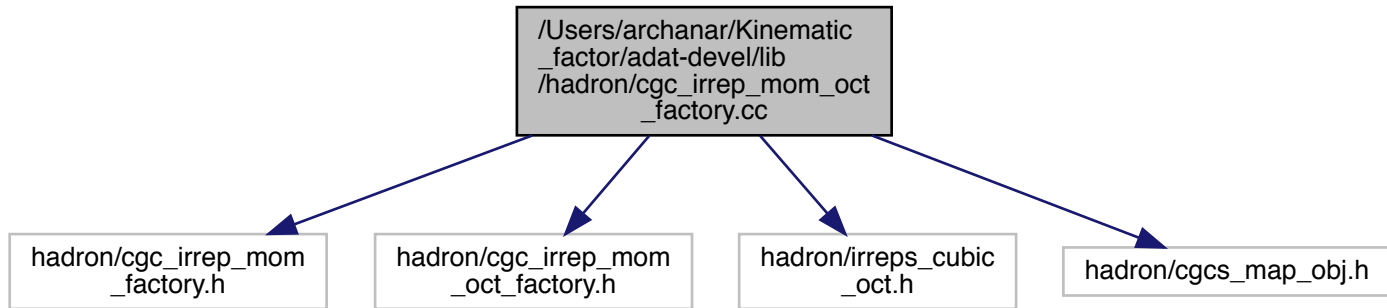 /Users/archanar/Kinematic
_factor/adat-devel/lib
/hadron/cgc_irrep_mom_oct
_factory.cc
hadron/cgc_irrep_mom
_factory.h
hadron/cgc_irrep_mom
_oct_factory.h
hadron/irreps_cubic
_oct.h
hadron/cgcs_map_obj.h